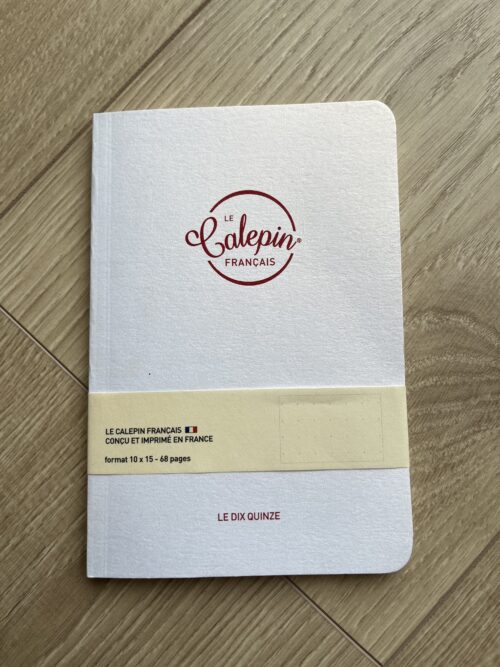 LE
Calepin®
FRANÇAIS
LE CALEPIN FRANÇAIS
CONÇU ET IMPRIMÉ EN FRANCE
format 10 x 15 - 68 pages
LE DIX QUINZE